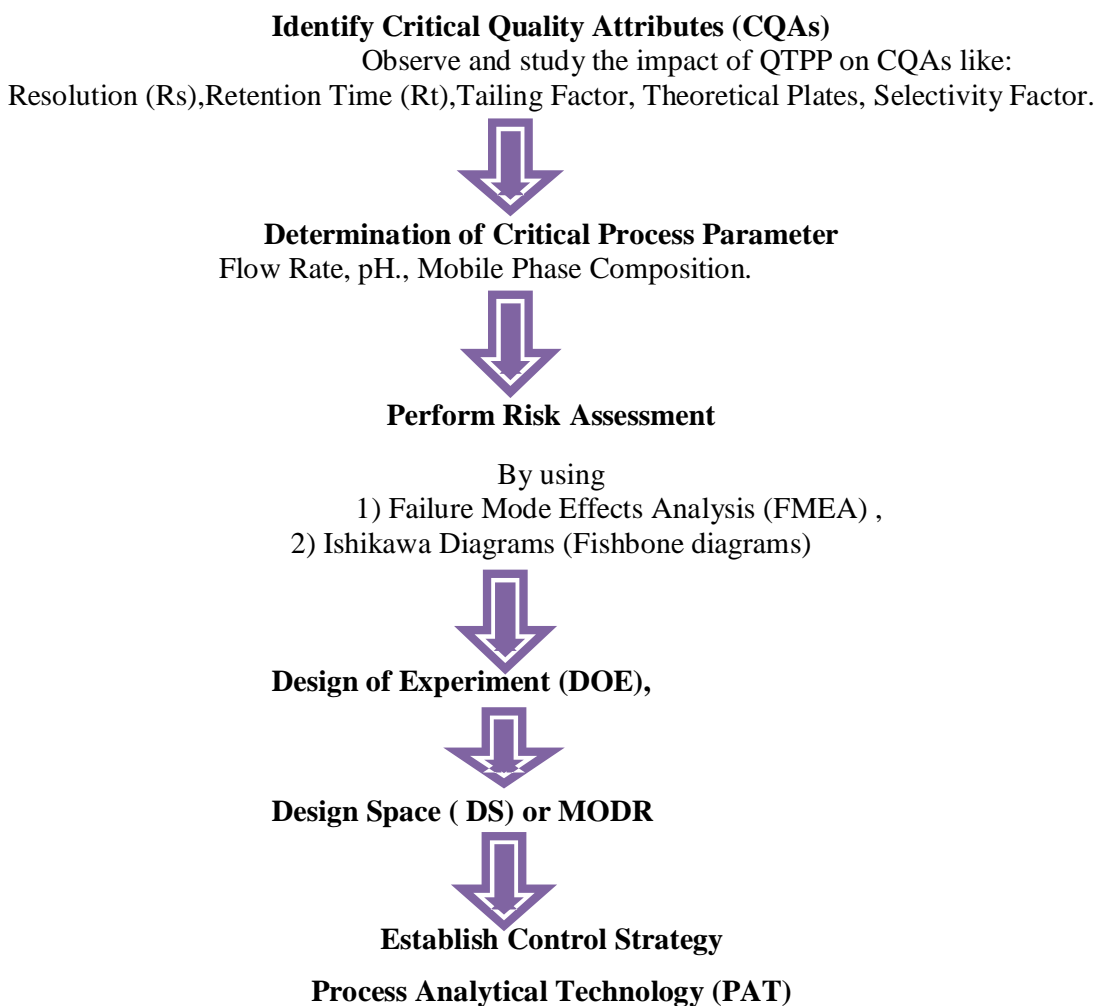 Identify Critical Quality Attributes (CQAs)
Observe and study the impact of QTPP on CQAs like:
Resolution (Rs),Retention Time (Rt),Tailing Factor, Theoretical Plates, Selectivity Factor.
Determination of Critical Process Parameter
Flow Rate, pH., Mobile Phase Composition.
Perform Risk Assessment
By using
1) Failure Mode Effects Analysis (FMEA) ,
2) Ishikawa Diagrams (Fishbone diagrams)
Design of Experiment (DOE),
Design Space ( DS) or MODR
Establish Control Strategy
Process Analytical Technology (PAT)